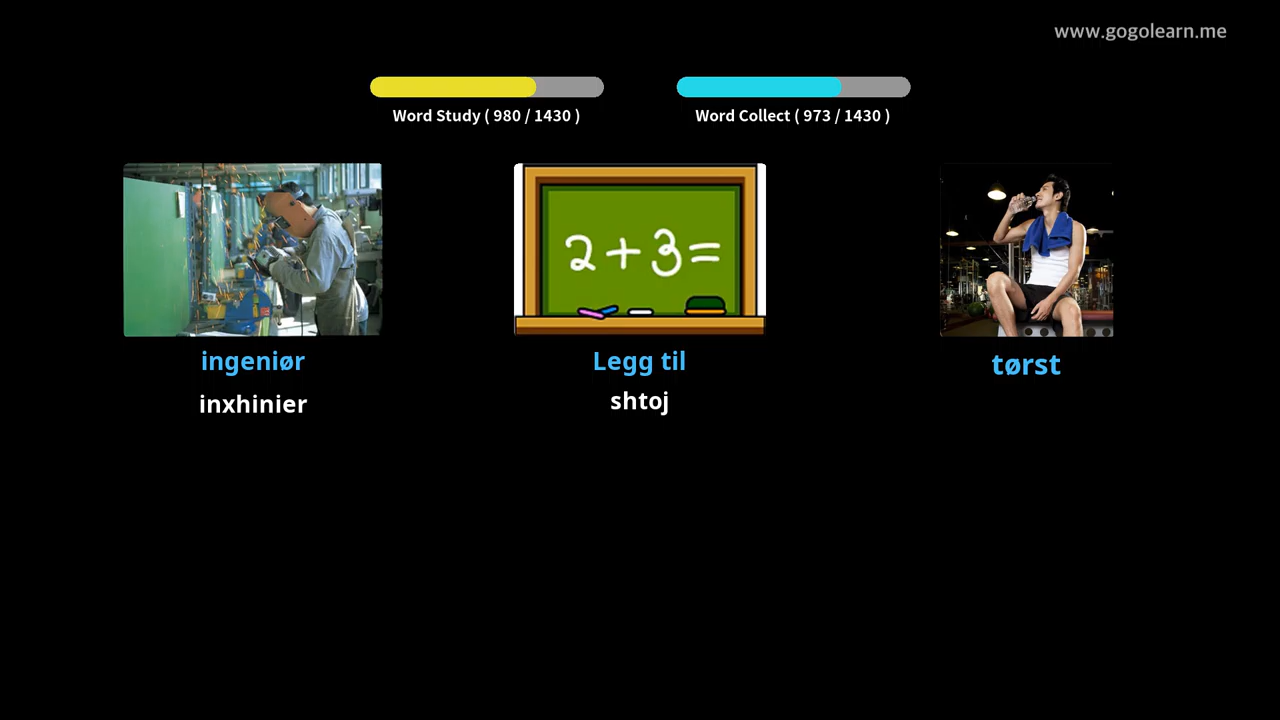 www.gogolearn.me
Word Study ( 980 / 1430 )
Word Collect ( 973 / 1430 )
2+3=
ingeniør
inxhinier
Legg til
shtoj
tørst